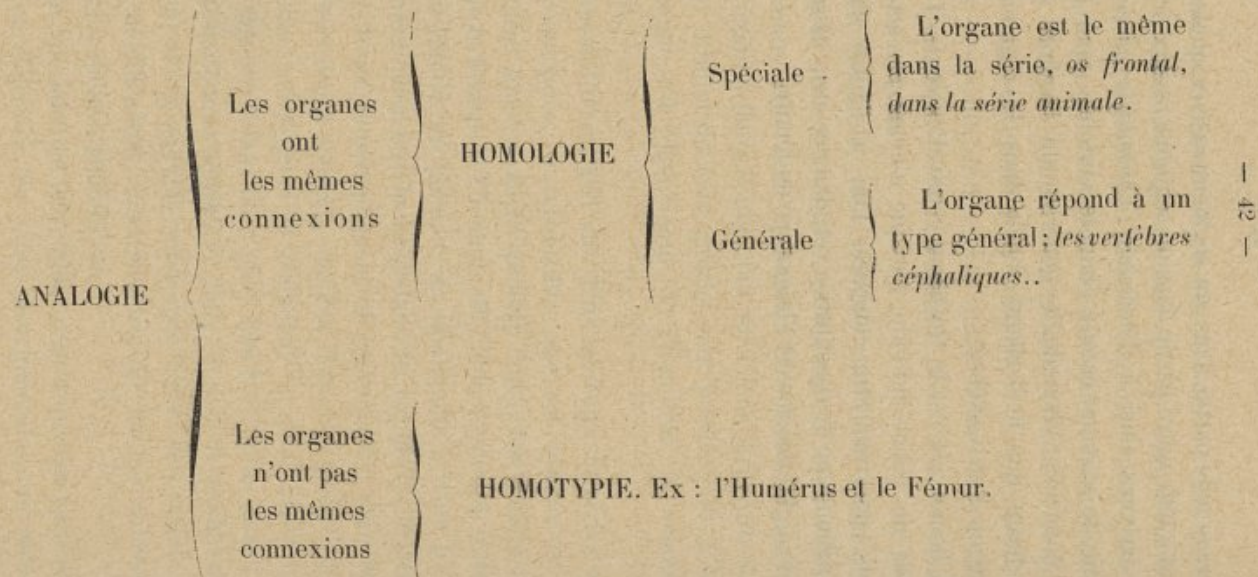 ANALOGIE
Les organes
ont
les mêmes
connexions
HOMOLOGIE
Spéciale
L'organe est le même
dans la série, os frontal,
dans la série animale.
Générale
L'organe répond à un
type général ; les vertèbres
céphaliques..
Les organes
n'ont pas
les mêmes
connexions
HOMOTYPIE. Ex : l'Humérus et le Fémur.
— 42 —